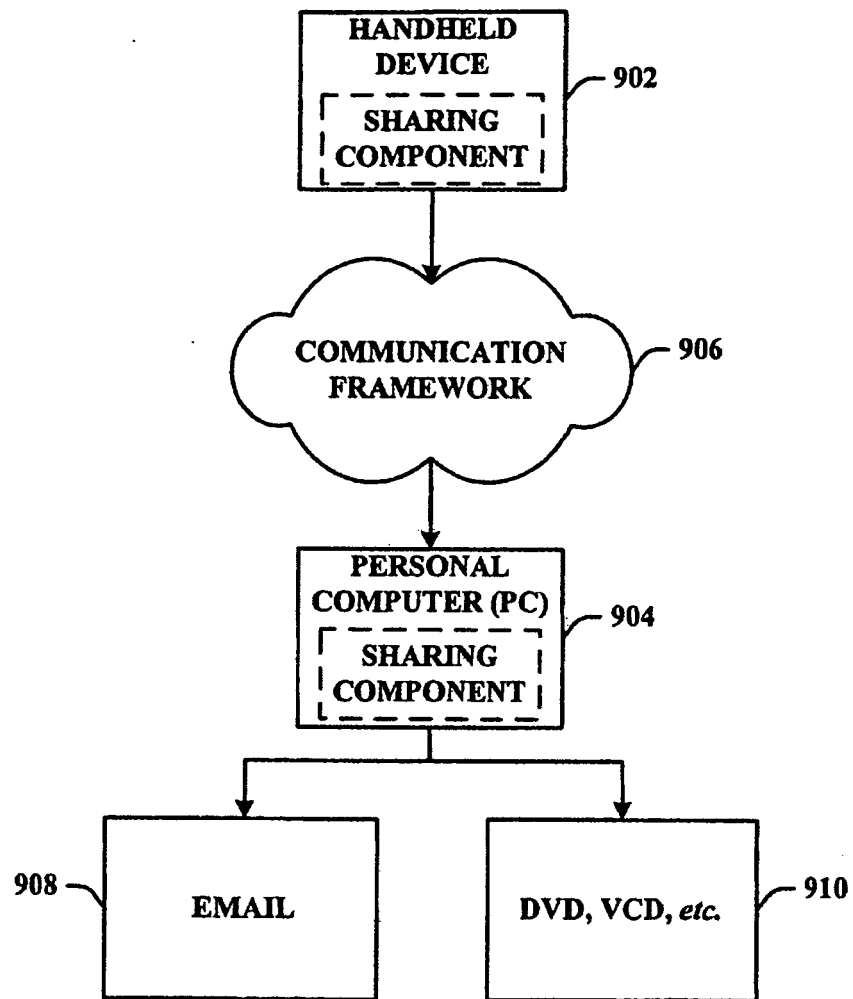 HANDHELD
DEVICE
902
SHARING
COMPONENT
COMMUNICATION
FRAMEWORK
906
PERSONAL
COMPUTER (PC)
904
SHARING
COMPONENT
908
EMAIL
DVD, VCD, etc.
910